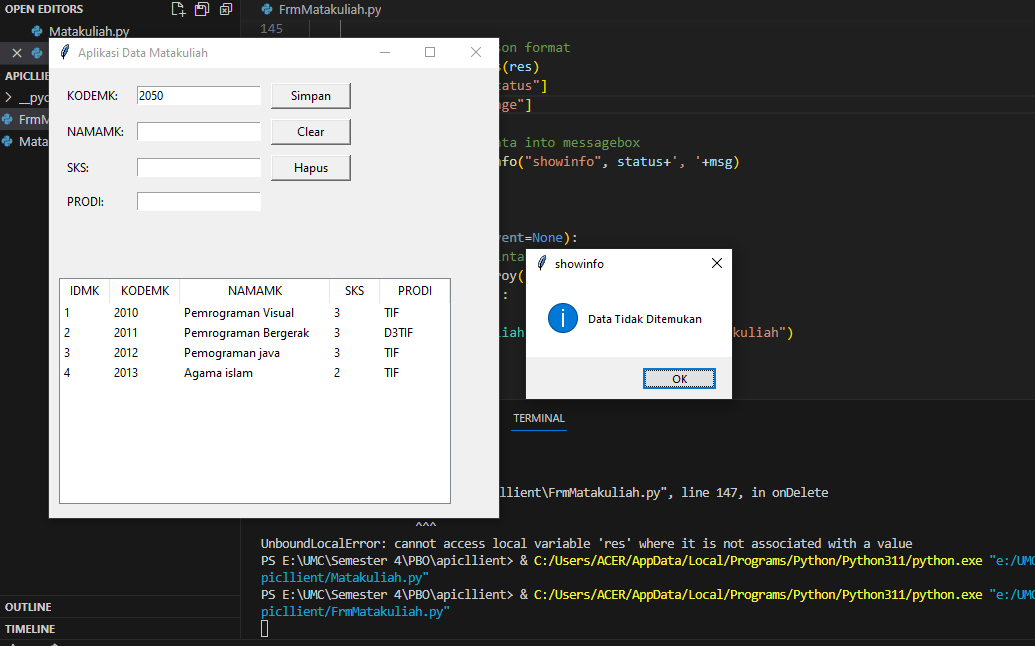 OPEN EDITORS
Matakuliah.py
FrmMatakuliah.py
145
APICLLIE
__pyc
FrmM
Mata
Aplikasi Data Matakuliah
KODEMK: 2050 Simpan
NAMAMK: Clear
SKS: Hapus
PRODI:
IDMK KODEMK NAMAMK SKS PRODI
1 2010 Pemrograman Visual 3 TIF
2 2011 Pemrograman Bergerak 3 D3TIF
3 2012 Pemograman java 3 TIF
4 2013 Agama islam 2 TIF
son format
s(res)
tatus"]
ge"]
ta into messagebox
nfo("showinfo", status+', '+msg)
vent=None):
inta
roy(
:
liah
kuliah")
showinfo
Data Tidak Ditemukan
OK
TERMINAL
llient\FrmMatakuliah.py", line 147, in onDelete
^^^
UnboundLocalError: cannot access local variable 'res' where it is not associated with a value
PS E:\UMC\Semester 4\PBO\apicllient> & C:/Users/ACER/AppData/Local/Programs/Python/Python311/python.exe "e:/UMC
picllient/Matakuliah.py"
PS E:\UMC\Semester 4\PBO\apicllient> & C:/Users/ACER/AppData/Local/Programs/Python/Python311/python.exe "e:/UMC
picllient/FrmMatakuliah.py"
OUTLINE
TIMELINE